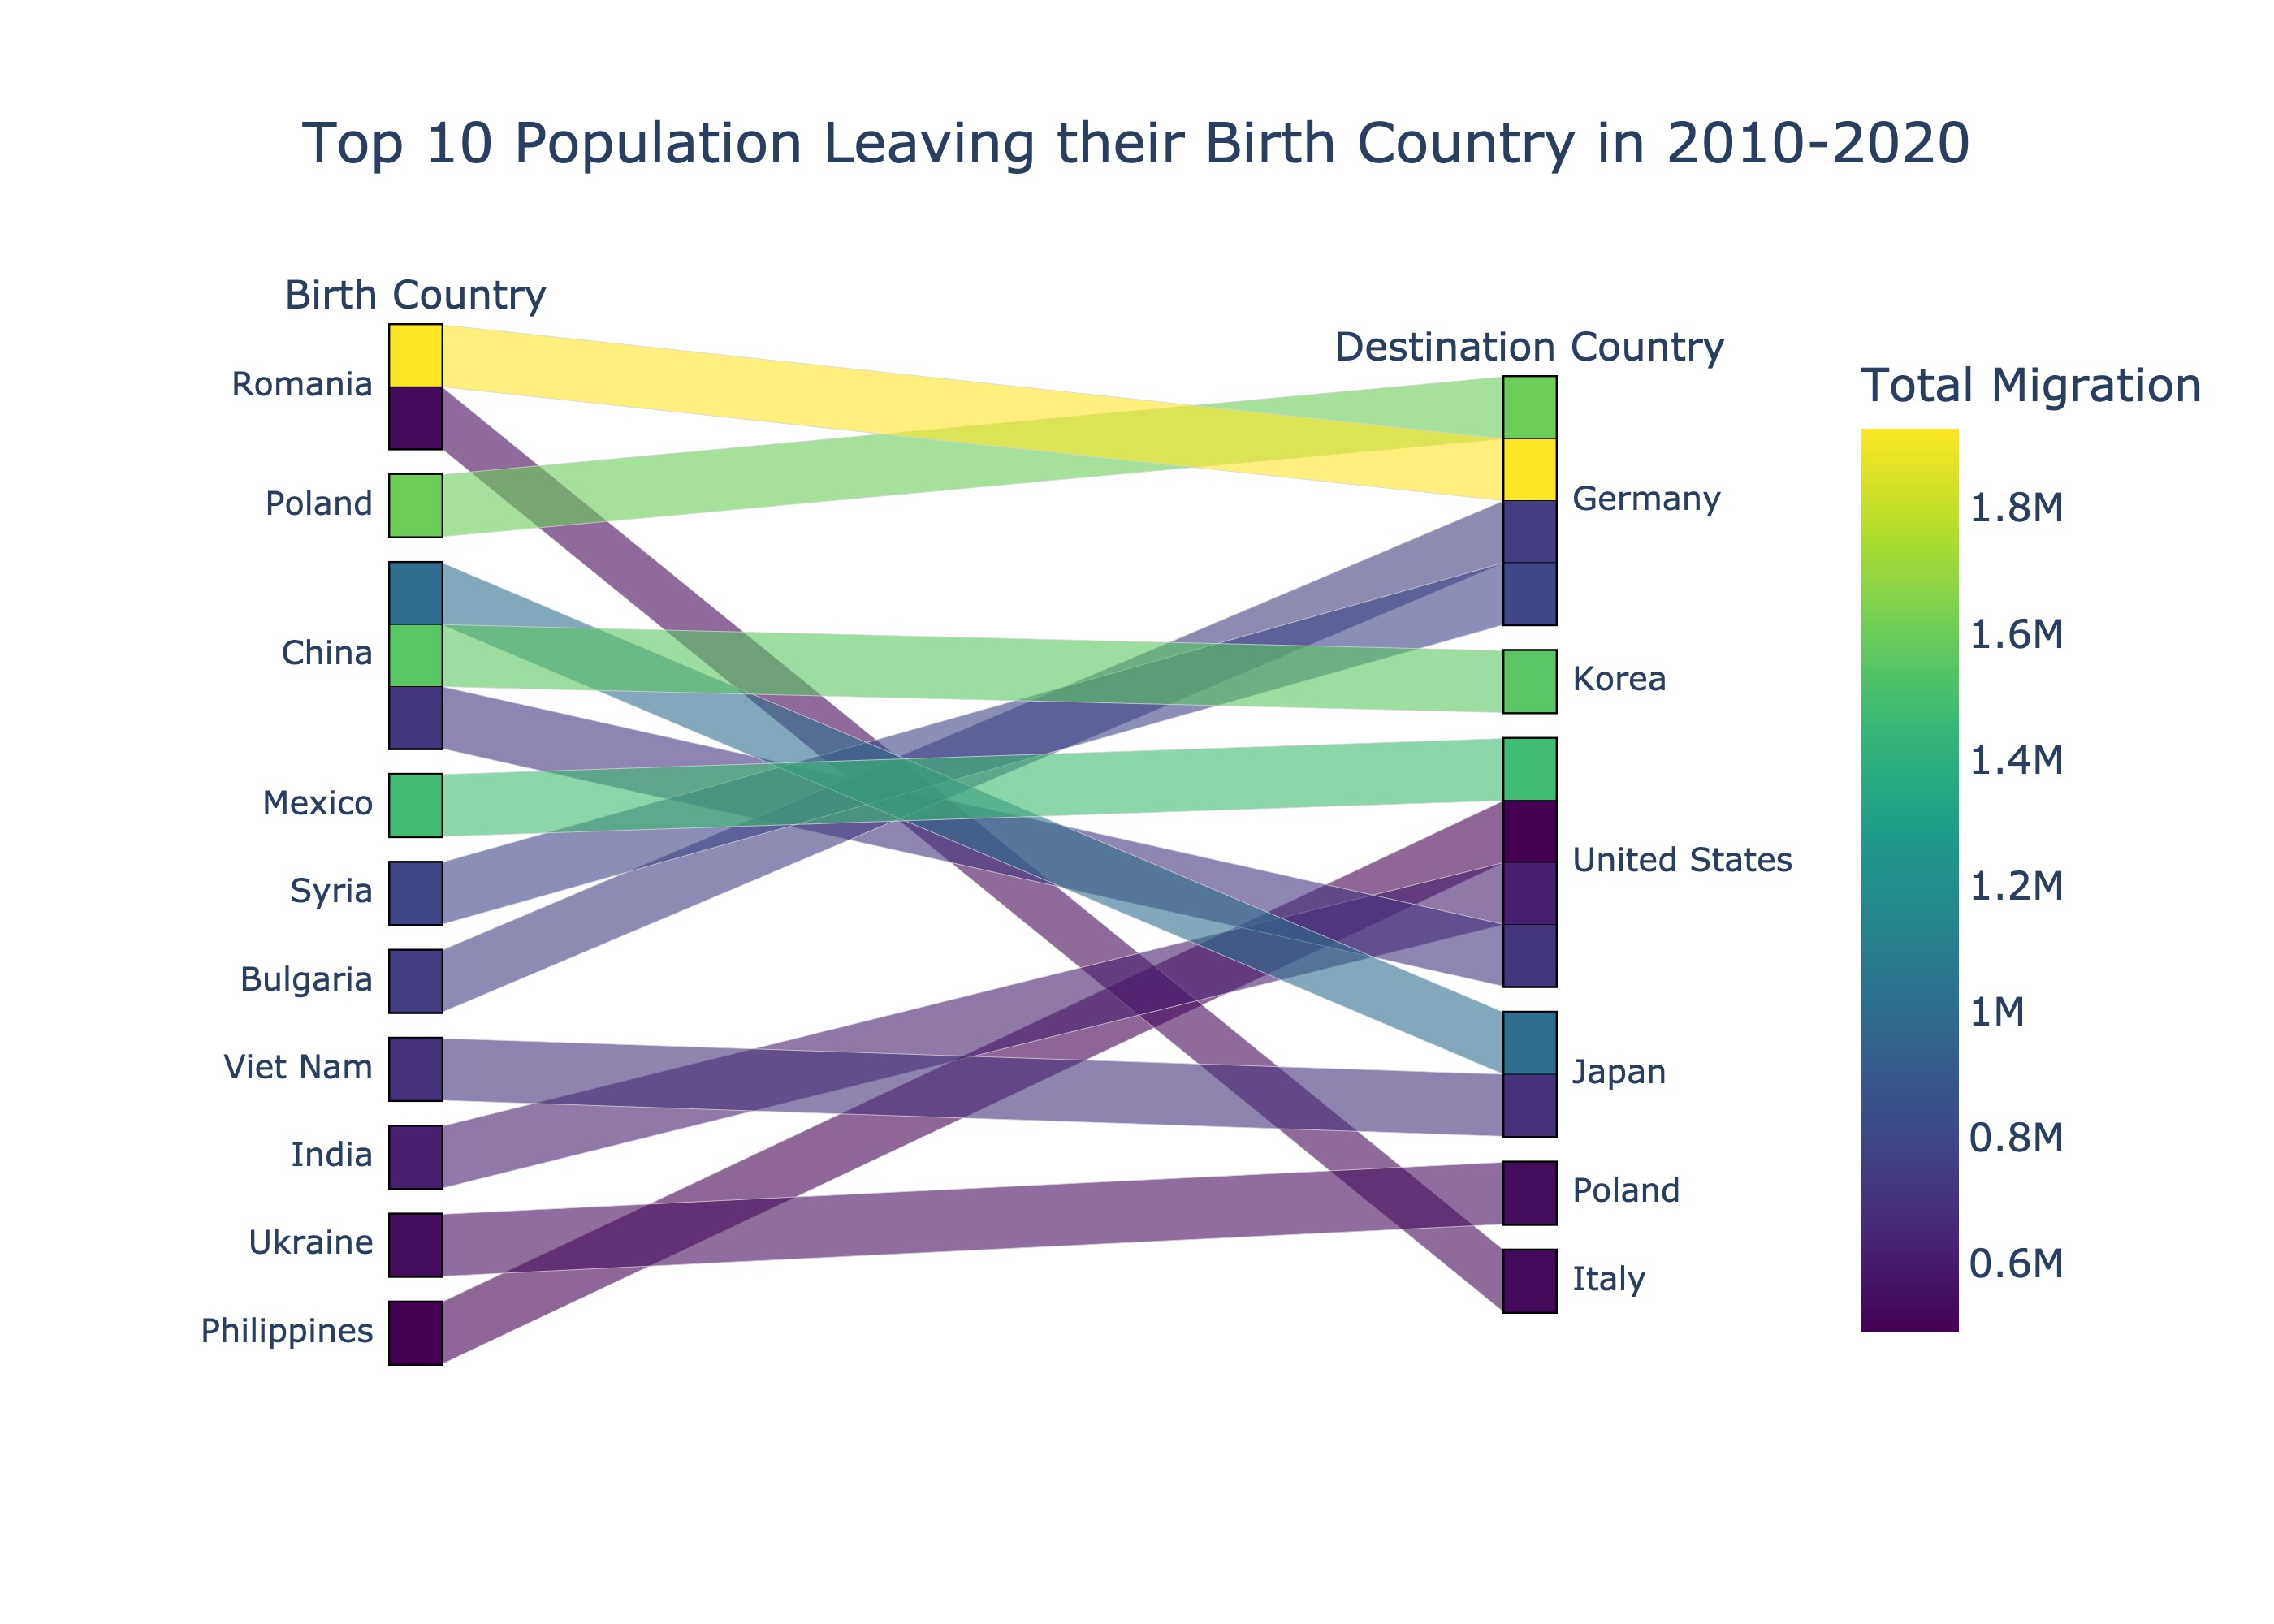 Top 10 Population Leaving their Birth Country in 2010-2020
Birth Country
Romania
Poland
China
Mexico
Syria
Bulgaria
Viet Nam
India
Ukraine
Philippines
Destination Country
Germany
Korea
United States
Japan
Poland
Italy
Total Migration
1.8M
1.6M
1.4M
1.2M
1M
0.8M
0.6M